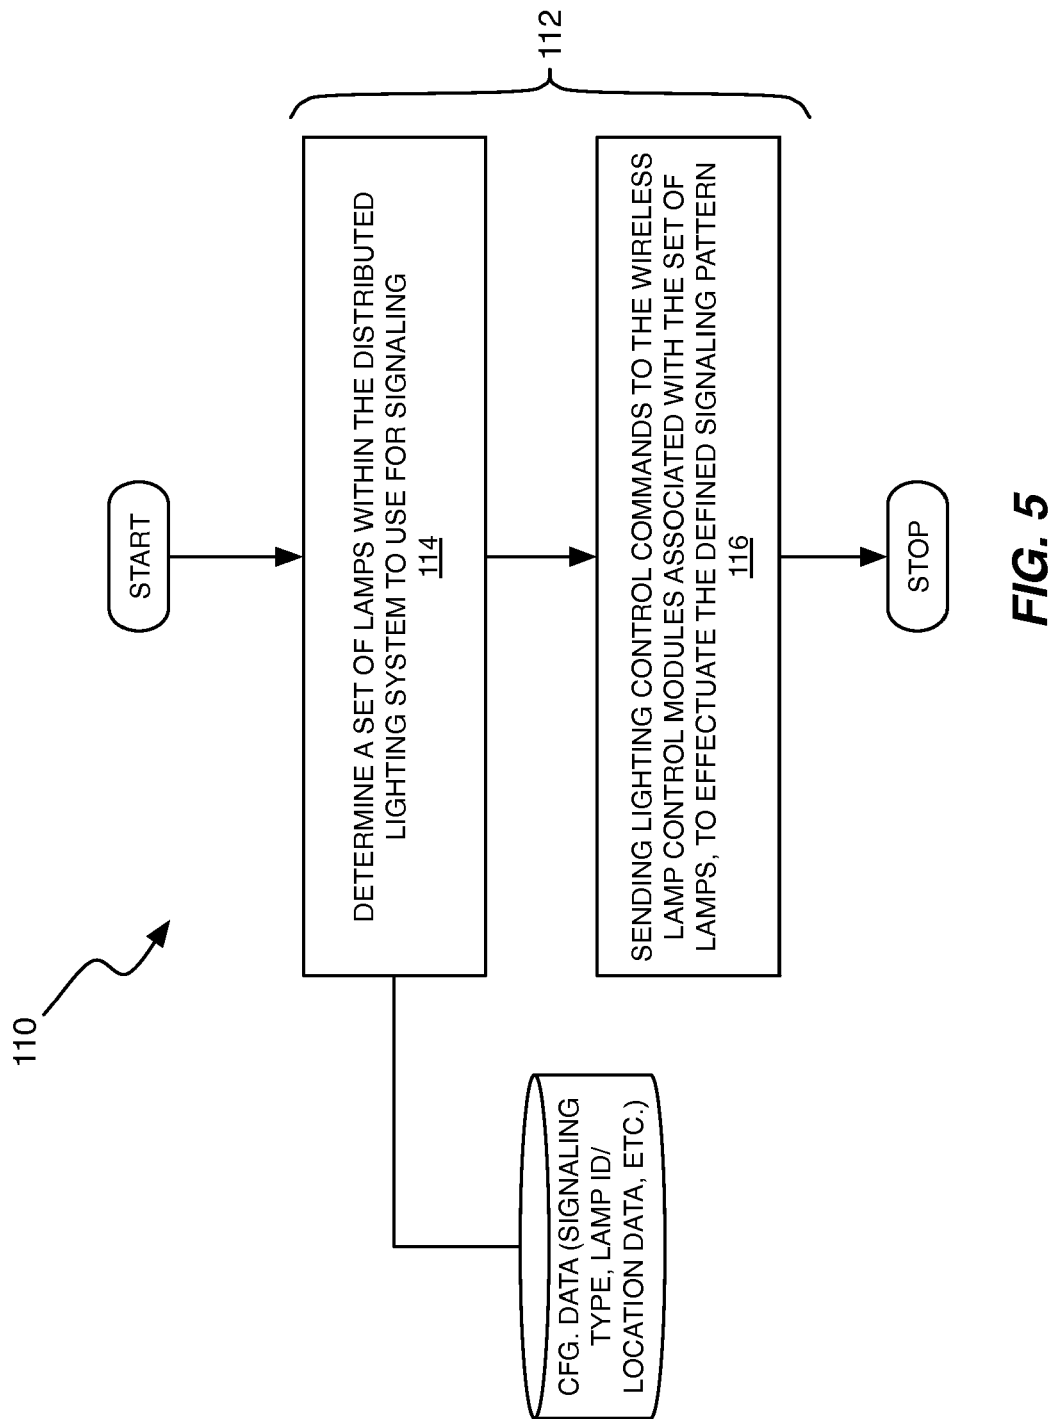 110
START
DETERMINE A SET OF LAMPS WITHIN THE DISTRIBUTED
LIGHTING SYSTEM TO USE FOR SIGNALING
114
112
CFG. DATA (SIGNALING
TYPE, LAMP ID/
LOCATION DATA, ETC.)
SENDING LIGHTING CONTROL COMMANDS TO THE WIRELESS
LAMP CONTROL MODULES ASSOCIATED WITH THE SET OF
LAMPS, TO EFFECTUATE THE DEFINED SIGNALING PATTERN
116
STOP
FIG. 5